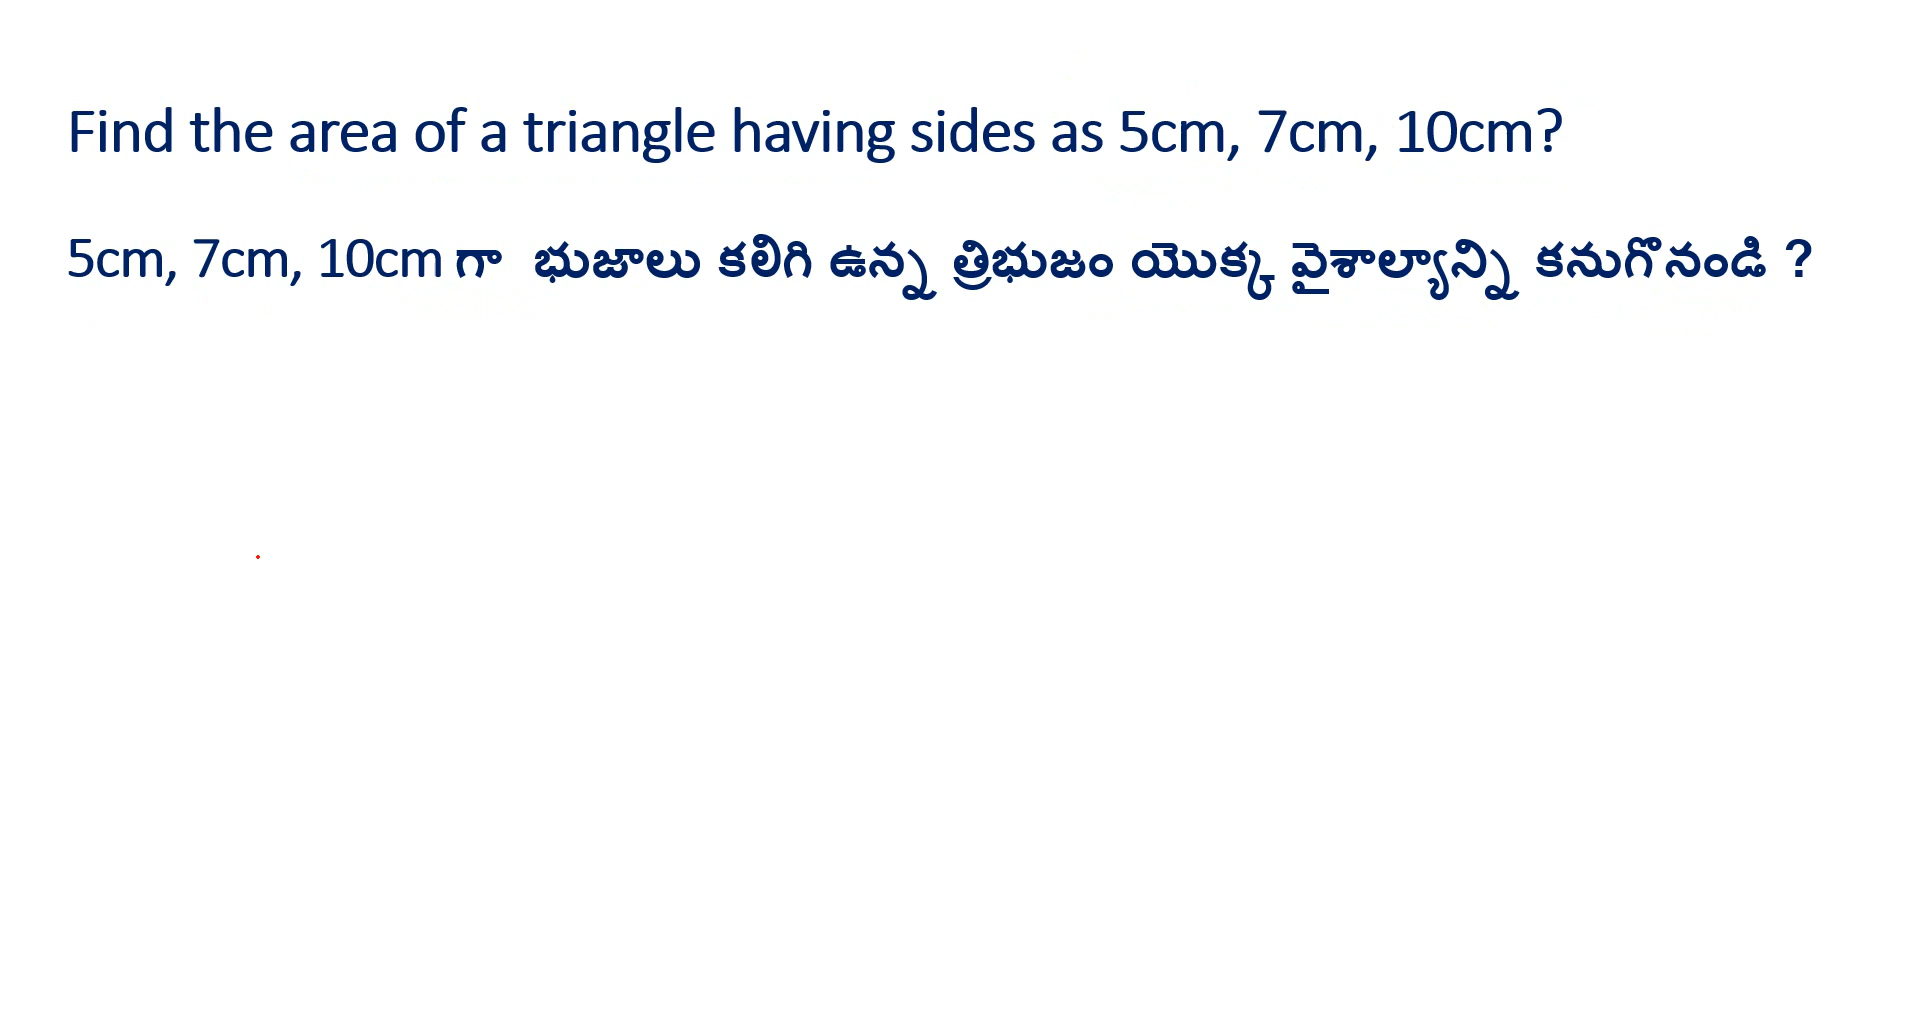 Find the area of a triangle having sides as 5cm, 7cm, 10cm?
5cm, 7cm, 10cm గా భుజాలు కలిగి ఉన్న త్రిభుజం యొక్క వైశాల్యాన్ని కనుగొనండి ?